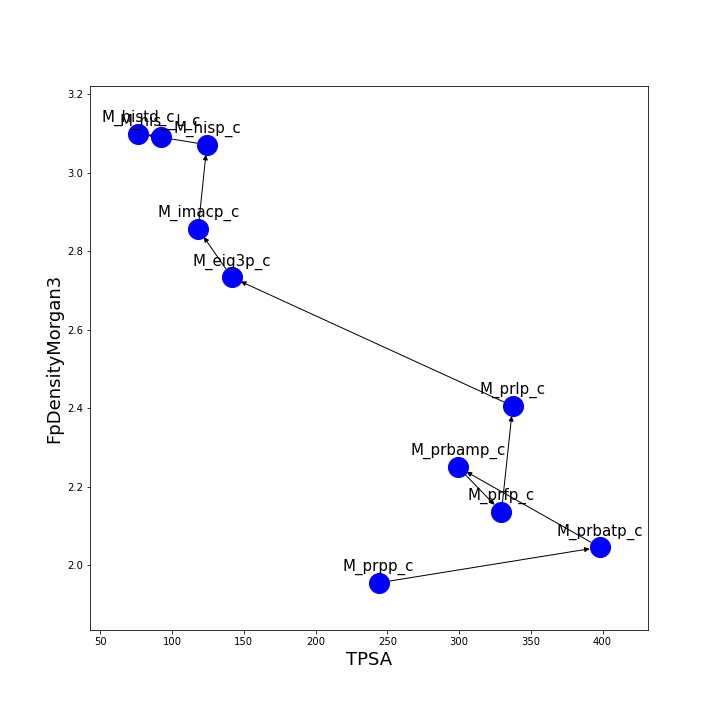 3.2
M_histd_c
M_his__L_c
M_hisp_c
3.0
M_imacp_c
2.8
M_eig3p_c
2.6
FpDensityMorgan3
2.4
M_prlp_c
M_prbamp_c
2.2
M_prfp_c
M_prbatp_c
2.0
M_prpp_c
50 100 150 200 250 300 350 400
TPSA